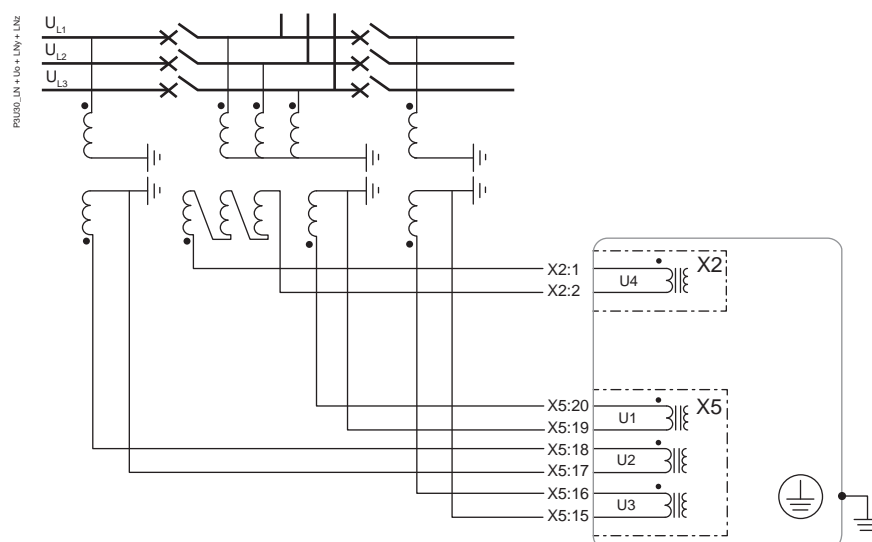 P3U30_LN + Uo + LNy + LNz
UL1
UL2
UL3
X2
X2:1
U4
X2:2
X5
X5:20
U1
X5:19
X5:18
U2
X5:17
X5:16
U3
X5:15